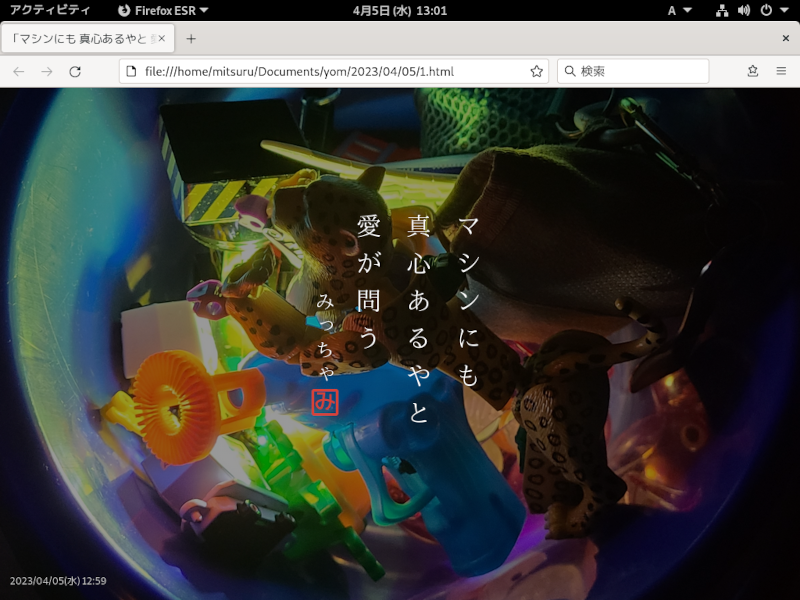 アクティビティ
Firefox ESR
4月5日 (水) 13:01
A
「マシンにも 真心あるやと
file:///home/mitsuru/Documents/yom/2023/04/05/1.html
検索
マシンにも
真心あるやと
愛が問う
みっちゃ
み
2023/04/05(水) 12:59